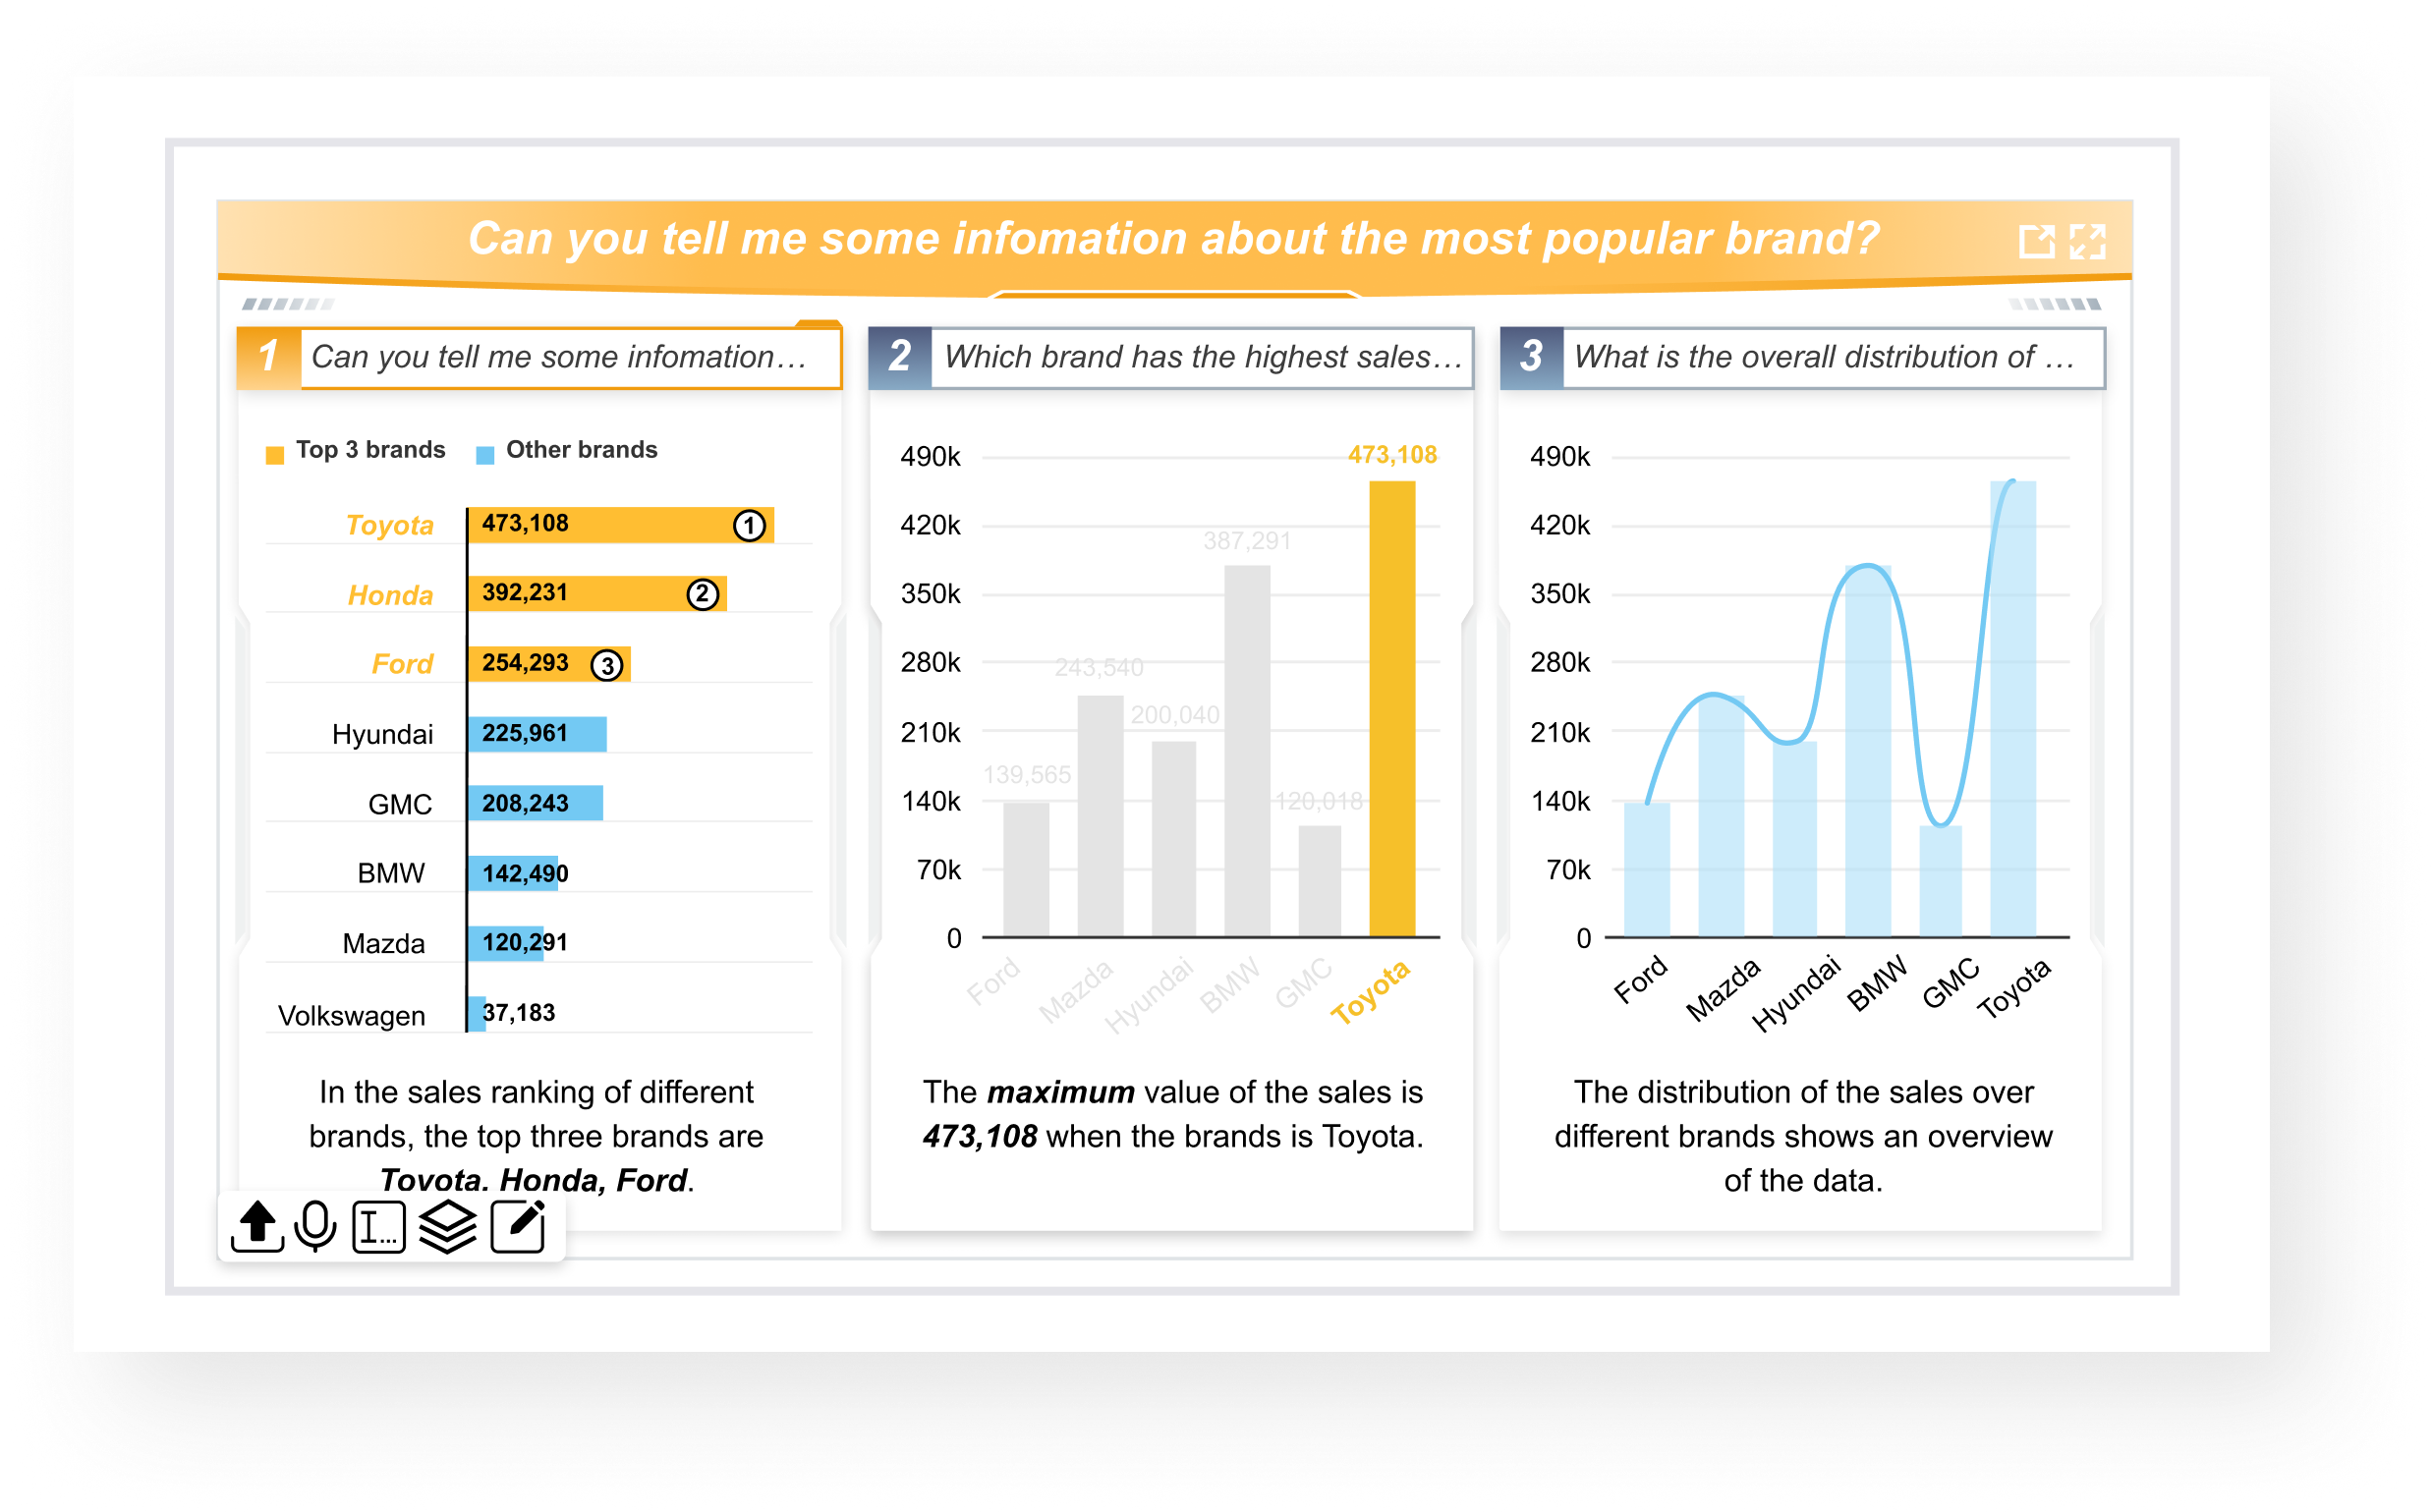 Can you tell me some infomation about the most popular brand?
1 Can you tell me some infomation…
Top 3 brands Other brands
Toyota 473,108 1
Honda 392,231 2
Ford 254,293 3
Hyundai 225,961
GMC 208,243
BMW 142,490
Mazda 120,291
Volkswagen 37,183
In the sales ranking of different
brands, the top three brands are
Toyota, Honda, Ford.
2 Which brand has the highest sales…
490k
420k
350k
280k
210k
140k
70k
0
139,565
243,540
200,040
387,291
120,018
473,108
Ford
Mazda
Hyundai
BMW
GMC
Toyota
The maximum value of the sales is
473,108 when the brands is Toyota.
3 What is the overall distribution of …
490k
420k
350k
280k
210k
140k
70k
0
Ford
Mazda
Hyundai
BMW
GMC
Toyota
The distribution of the sales over
different brands shows an overview
of the data.